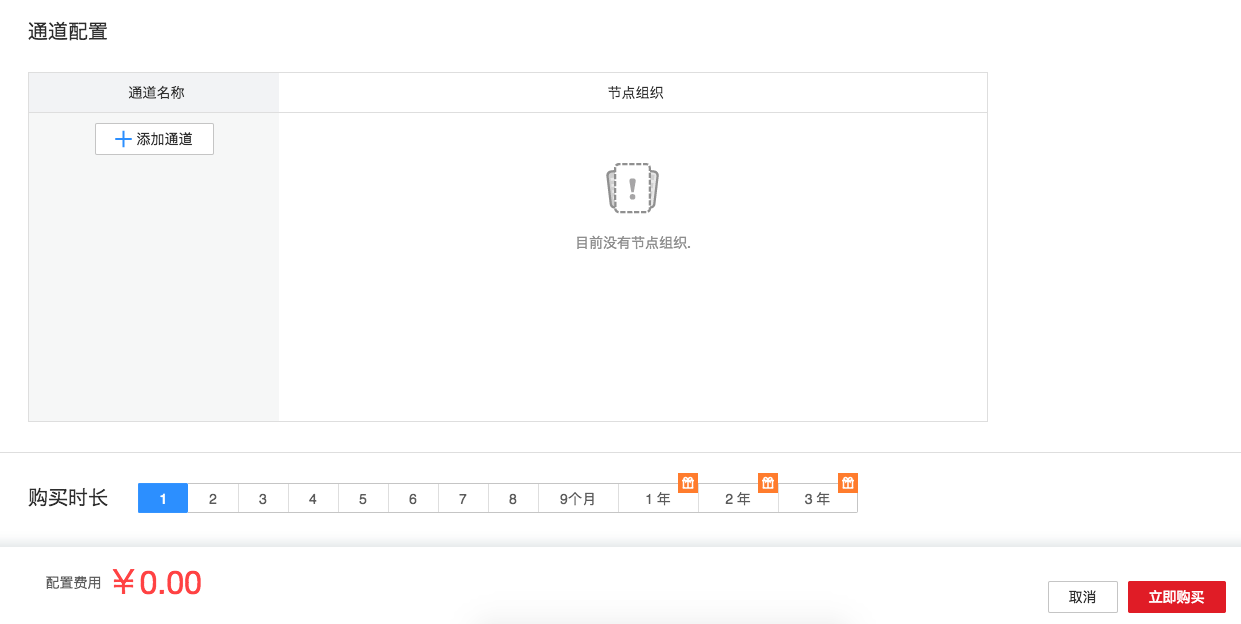 通道配置
通道名称 节点组织
添加通道
目前没有节点组织.
购买时长 1 2 3 4 5 6 7 8 9个月 1 年 2 年 3 年
配置费用 ¥0.00
取消 立即购买